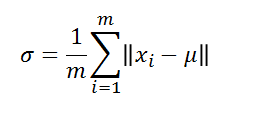 σ = 1/m ∑_{i=1}^{m} ‖x_i − μ‖